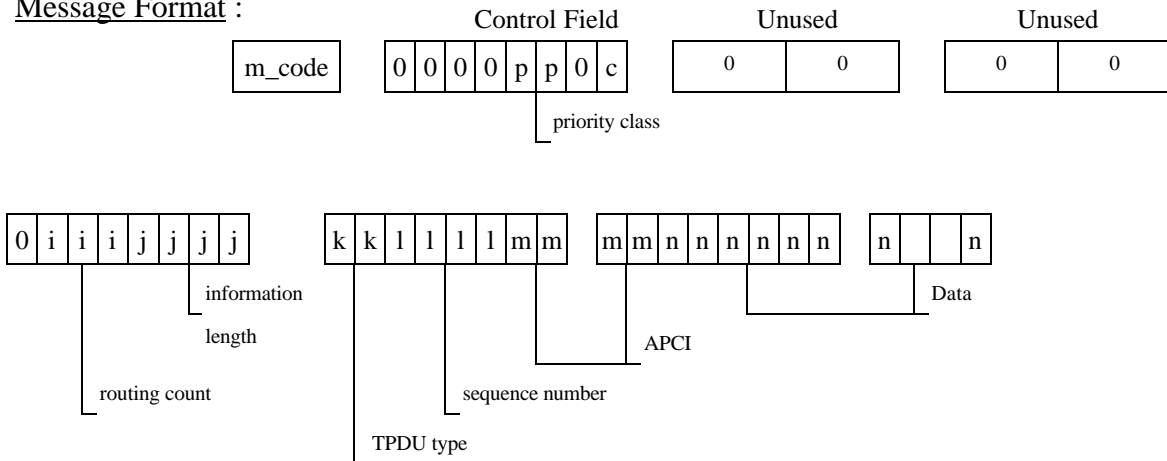 Message Format :
Control Field Unused Unused
m_code 0 0 0 0 p p 0 c 0 0 0 0
priority class
0 i i i j j j j k k l l l l m m m m n n n n n n n n
information
length
Data
APCI
routing count
sequence number
TPDU type